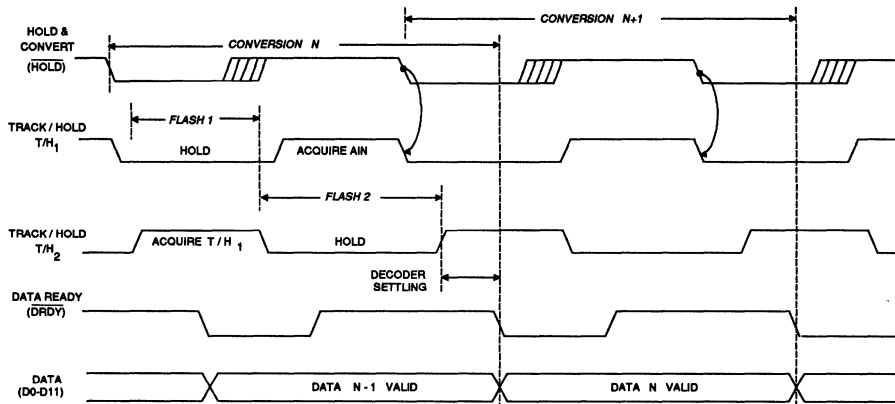 CONVERSION N+1
HOLD &
CONVERT
(HOLD)
CONVERSION N
FLASH 1
TRACK / HOLD
T/H1
HOLD
ACQUIRE AIN
FLASH 2
TRACK / HOLD
T/H2
ACQUIRE T / H 1
HOLD
DECODER
SETTLING
DATA READY
(DRDY)
DATA
(D0-D11)
DATA N - 1 VALID
DATA N VALID